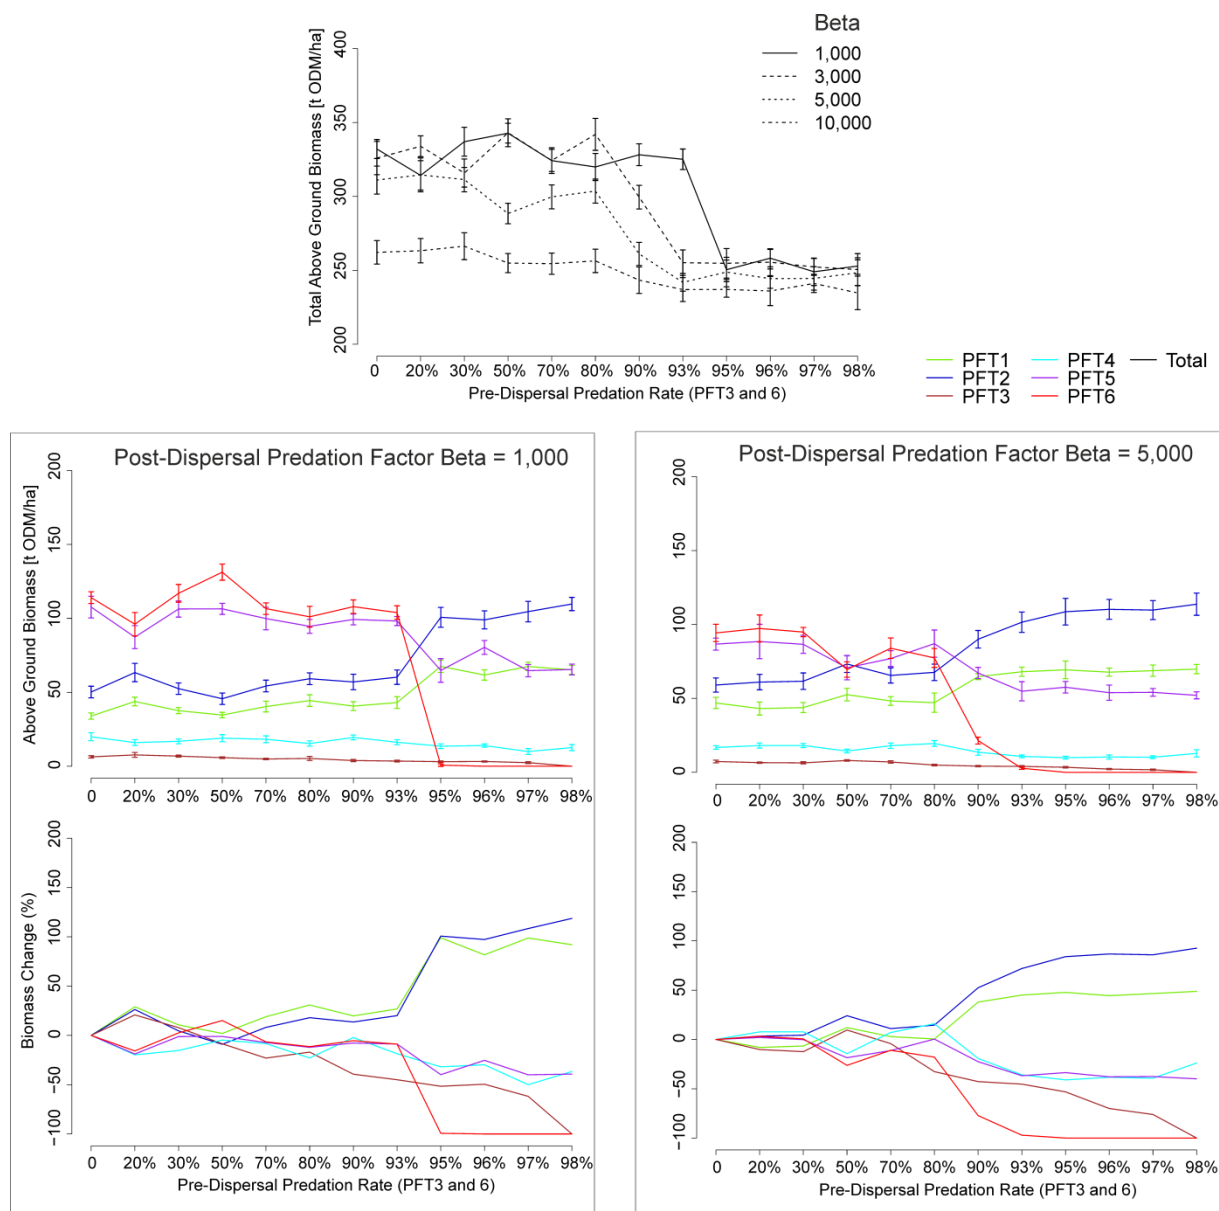 Beta
1,000
3,000
5,000
10,000
Total Above Ground Biomass [t ODM/ha]
400
350
300
250
200
0 20% 30% 50% 70% 80% 90% 93% 95% 96% 97% 98%
Pre-Dispersal Predation Rate (PFT3 and 6)
PFT1 PFT4 Total
PFT2 PFT5
PFT3 PFT6
Post-Dispersal Predation Factor Beta = 1,000
Above Ground Biomass [t ODM/ha]
200
150
100
50
0
0 20% 30% 50% 70% 80% 90% 93% 95% 96% 97% 98%
Biomass Change (%)
200
150
100
50
0
−50
−100
0 20% 30% 50% 70% 80% 90% 93% 95% 96% 97% 98%
Pre-Dispersal Predation Rate (PFT3 and 6)
Post-Dispersal Predation Factor Beta = 5,000
200
150
100
50
0
0 20% 30% 50% 70% 80% 90% 93% 95% 96% 97% 98%
200
150
100
50
0
−50
−100
0 20% 30% 50% 70% 80% 90% 93% 95% 96% 97% 98%
Pre-Dispersal Predation Rate (PFT3 and 6)